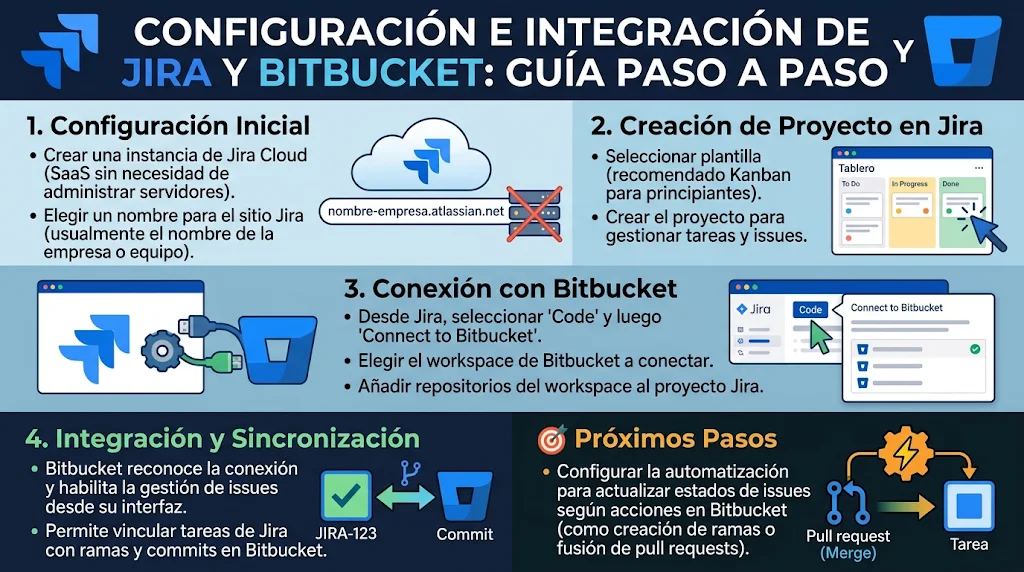 CONFIGURACIÓN E INTEGRACIÓN DE
JIRA Y BITBUCKET: GUÍA PASO A PASO
Y
1. Configuración Inicial
• Crear una instancia de Jira Cloud
(SaaS sin necesidad de
administrar servidores).
• Elegir un nombre para el sitio Jira
(usualmente el nombre de la
empresa o equipo).
nombre-empresa.atlassian.net
2. Creación de Proyecto en Jira
• Seleccionar plantilla
(recomendado Kanban
para principiantes).
• Crear el proyecto para
gestionar tareas y issues.
Tablero
To Do
In Progress
Done
3. Conexión con Bitbucket
• Desde Jira, seleccionar 'Code' y luego
'Connect to Bitbucket'.
• Elegir el workspace de Bitbucket a conectar.
• Añadir repositorios del workspace al proyecto Jira.
Jira
Code
Connect to Bitbucket
4. Integración y Sincronización
• Bitbucket reconoce la conexión
y habilita la gestión de issues
desde su interfaz.
• Permite vincular tareas de Jira
con ramas y commits en Bitbucket.
JIRA-123
Commit
Próximos Pasos
• Configurar la automatización
para actualizar estados de issues
según acciones en Bitbucket
(como creación de ramas o
fusión de pull requests).
Pull request
(Merge)
Tarea